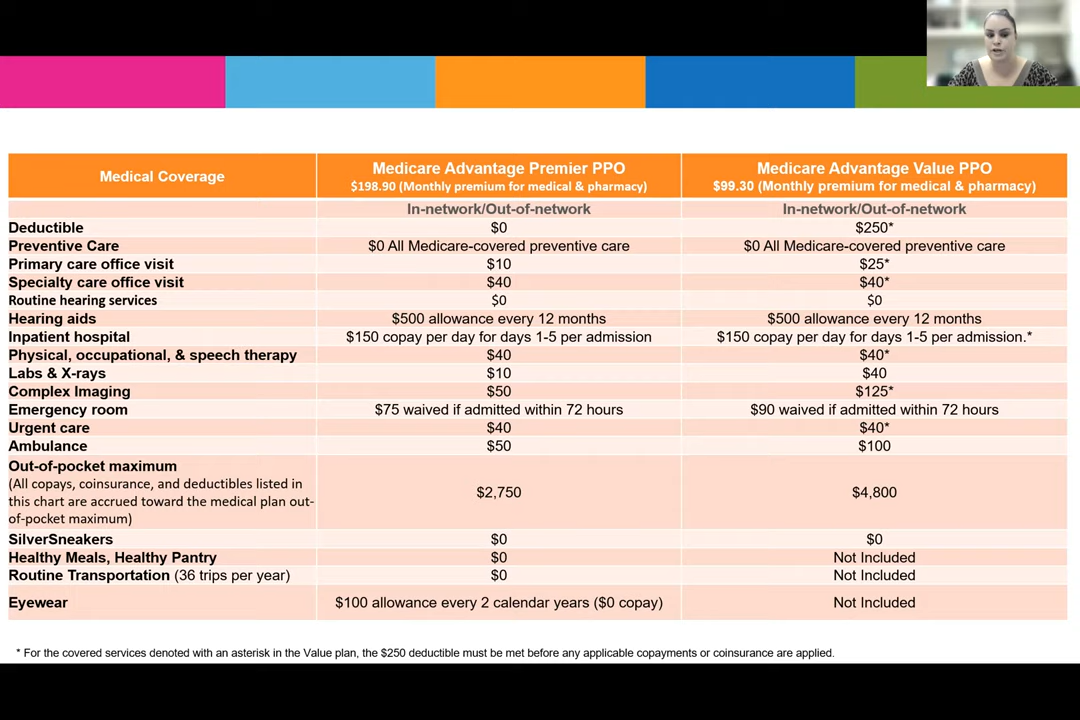 Medical Coverage
Medicare Advantage Premier PPO
$198.90 (Monthly premium for medical & pharmacy)
Medicare Advantage Value PPO
$99.30 (Monthly premium for medical & pharmacy)
In-network/Out-of-network
In-network/Out-of-network
Deductible $0 $250*
Preventive Care $0 All Medicare-covered preventive care $0 All Medicare-covered preventive care
Primary care office visit $10 $25*
Specialty care office visit $40 $40*
Routine hearing services $0 $0
Hearing aids $500 allowance every 12 months $500 allowance every 12 months
Inpatient hospital $150 copay per day for days 1-5 per admission $150 copay per day for days 1-5 per admission.*
Physical, occupational, & speech therapy $40 $40*
Labs & X-rays $10 $40
Complex Imaging $50 $125*
Emergency room $75 waived if admitted within 72 hours $90 waived if admitted within 72 hours
Urgent care $40 $40*
Ambulance $50 $100
Out-of-pocket maximum
(All copays, coinsurance, and deductibles listed in
this chart are accrued toward the medical plan out-
of-pocket maximum)
$2,750 $4,800
SilverSneakers $0 $0
Healthy Meals, Healthy Pantry $0 Not Included
Routine Transportation (36 trips per year) $0 Not Included
Eyewear $100 allowance every 2 calendar years ($0 copay) Not Included
* For the covered services denoted with an asterisk in the Value plan, the $250 deductible must be met before any applicable copayments or coinsurance are applied.